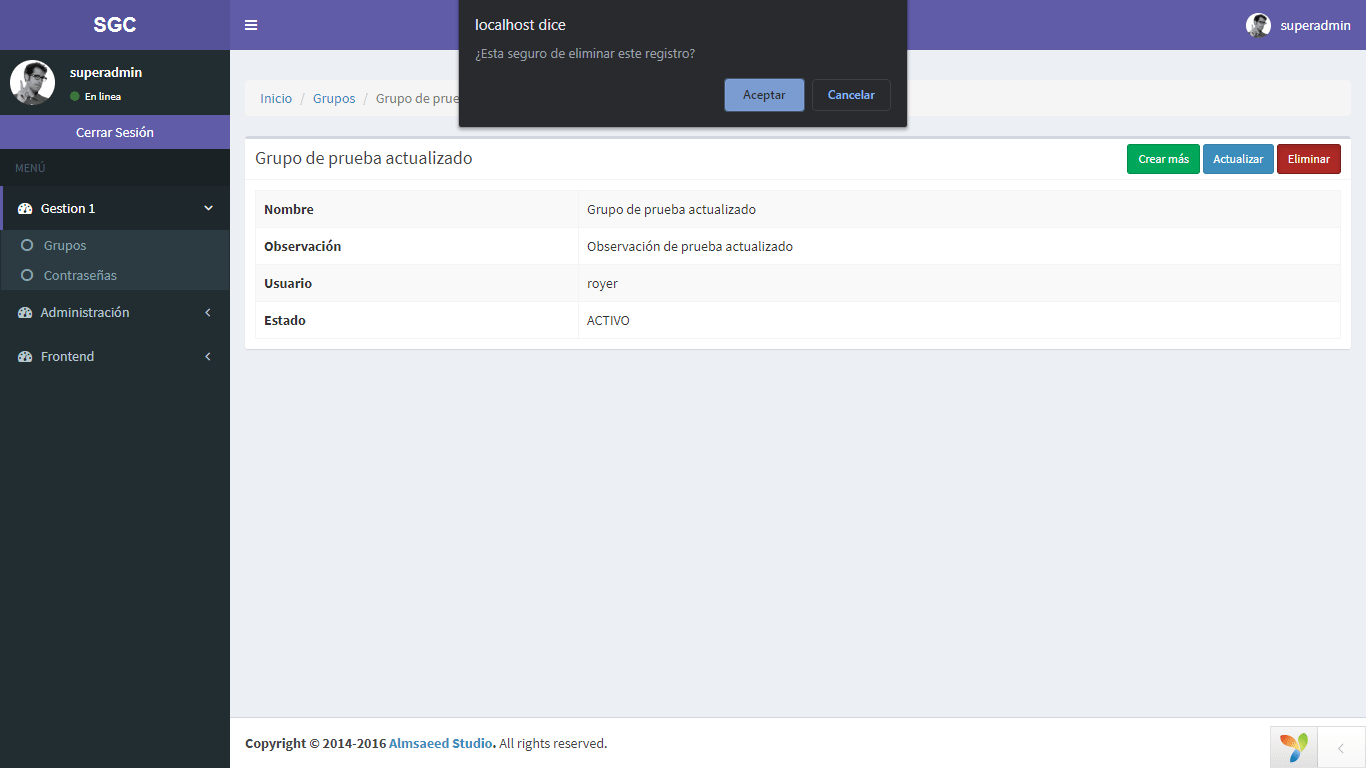 SGC
superadmin
superadmin
En linea
Cerrar Sesión
MENÚ
Gestion 1
Grupos
Contraseñas
Administración
Frontend
localhost dice
¿Esta seguro de eliminar este registro?
Aceptar
Cancelar
Inicio / Grupos / Grupo de prue
Grupo de prueba actualizado
Crear más
Actualizar
Eliminar
Nombre Grupo de prueba actualizado
Observación Observación de prueba actualizado
Usuario royer
Estado ACTIVO
Copyright © 2014-2016 Almsaeed Studio. All rights reserved.